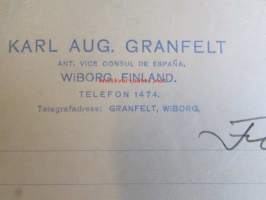 KARL AUG. GRANFELT
ANT. VICE CONSUL DE ESPAÑA.
WIBORG, FINLAND.
TELEFON 1474.
Telegrafadress: GRANFELT, WIBORG.